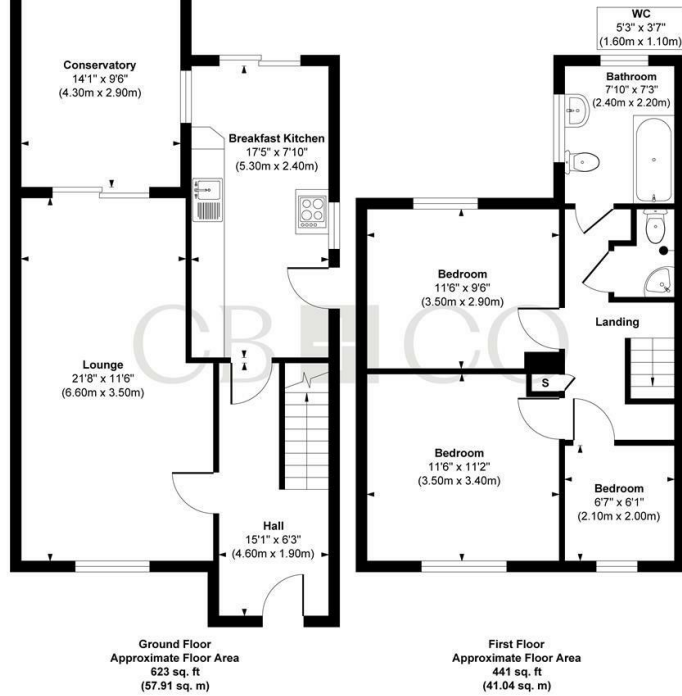 Conservatory
14'1" x 9'6"
(4.30m x 2.90m)
Breakfast Kitchen
17'5" x 7'10"
(5.30m x 2.40m)
Lounge
21'8" x 11'6"
(6.60m x 3.50m)
Hall
15'1" x 6'3"
(4.60m x 1.90m)
Ground Floor
Approximate Floor Area
623 sq. ft
(57.91 sq. m)
WC
5'3" x 3'7"
(1.60m x 1.10m)
Bathroom
7'10" x 7'3"
(2.40m x 2.20m)
Bedroom
11'6" x 9'6"
(3.50m x 2.90m)
Landing
S
Bedroom
11'6" x 11'2"
(3.50m x 3.40m)
Bedroom
6'7" x 6'1"
(2.10m x 2.00m)
First Floor
Approximate Floor Area
441 sq. ft
(41.04 sq. m)
CB CO